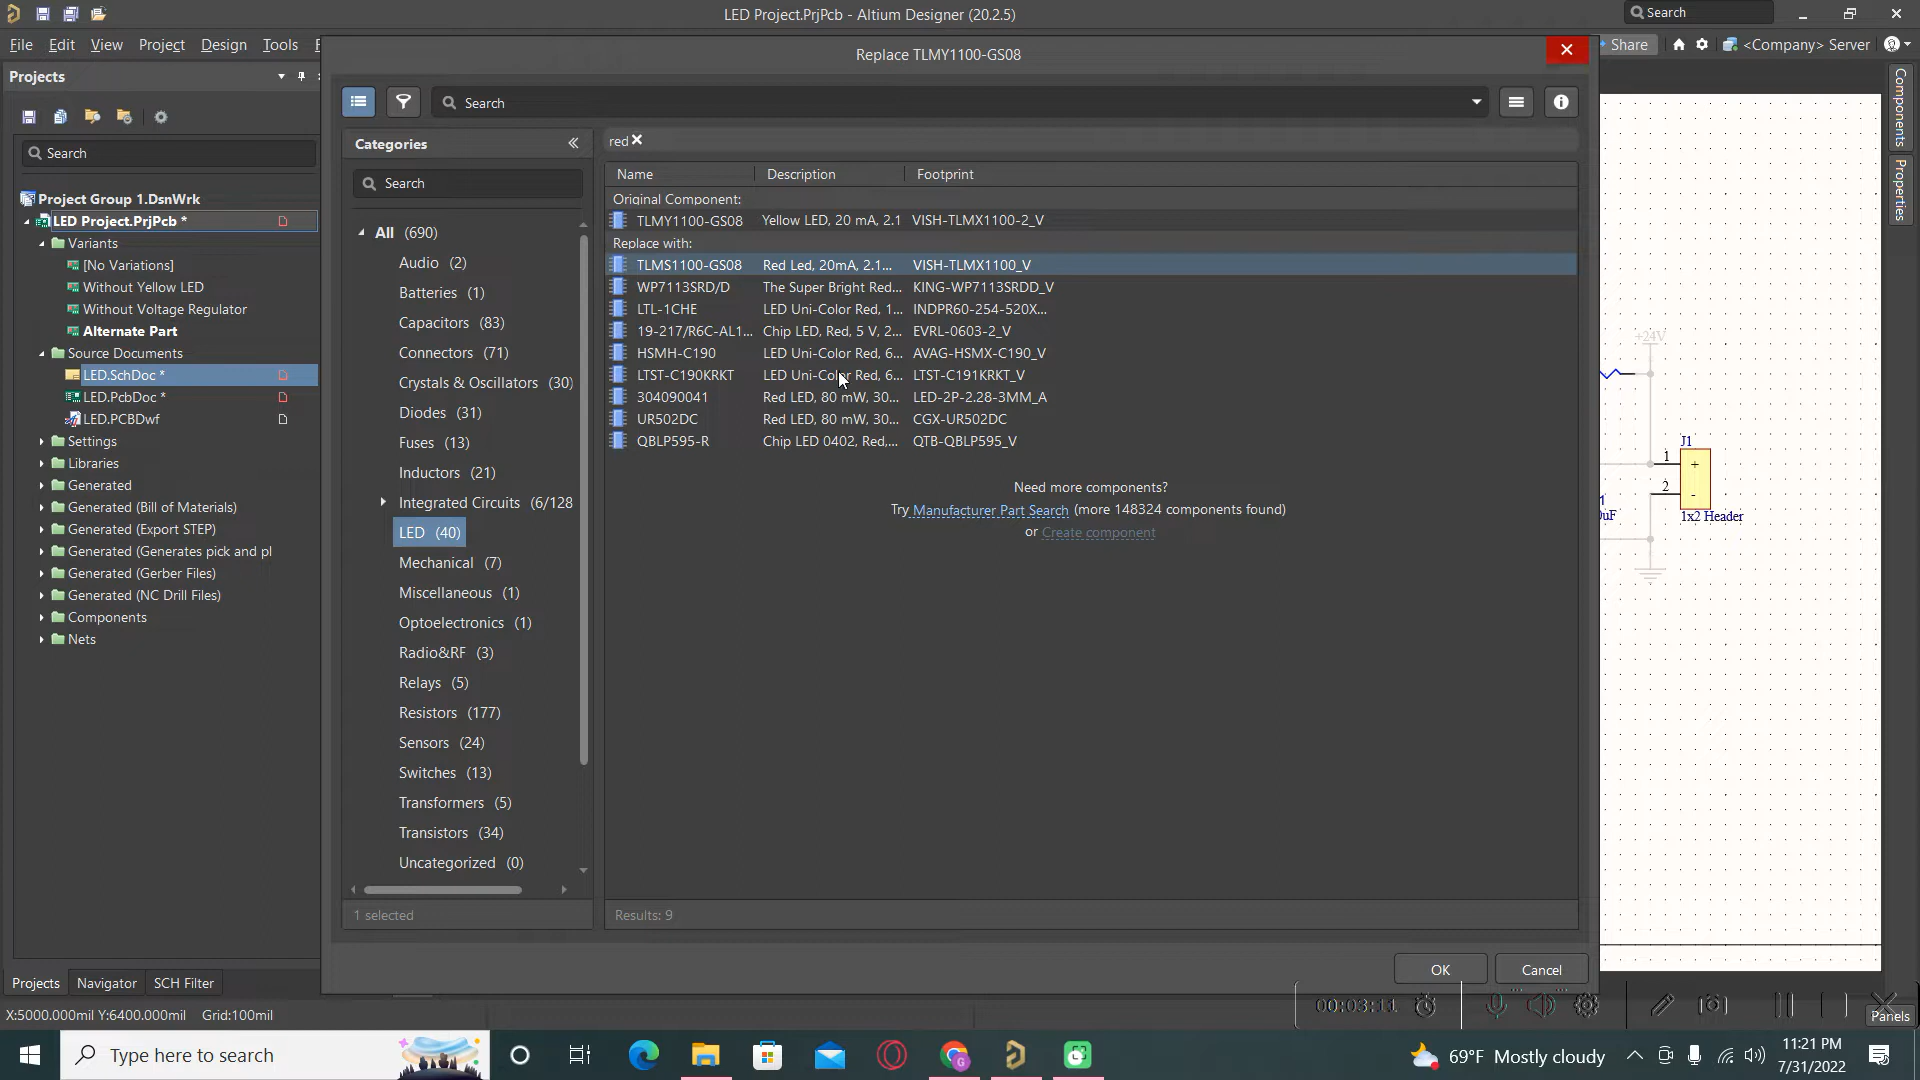 LED Project.PrjPcb - Altium Designer (20.2.5)
Search
File Edit View Project Design Tools
Share
<Company> Server
Replace TLMY1100-GS08
Projects
Search
Project Group 1.DsnWrk
LED Project.PrjPcb *
Variants
[No Variations]
Without Yellow LED
Without Voltage Regulator
Alternate Part
Source Documents
LED.SchDoc *
LED.PcbDoc *
LED.PCBDwf
Settings
Libraries
Generated
Generated (Bill of Materials)
Generated (Export STEP)
Generated (Generates pick and pl
Generated (Gerber Files)
Generated (NC Drill Files)
Components
Nets
Projects Navigator SCH Filter
X:5000.000mil Y:6400.000mil Grid:100mil
Search
Categories
Search
All (690)
Audio (2)
Batteries (1)
Capacitors (83)
Connectors (71)
Crystals & Oscillators (30)
Diodes (31)
Fuses (13)
Inductors (21)
Integrated Circuits (6/128
LED (40)
Mechanical (7)
Miscellaneous (1)
Optoelectronics (1)
Radio&RF (3)
Relays (5)
Resistors (177)
Sensors (24)
Switches (13)
Transformers (5)
Transistors (34)
Uncategorized (0)
1 selected
red
Name Description Footprint
Original Component:
TLMY1100-GS08 Yellow LED, 20 mA, 2.1 VISH-TLMX1100-2_V
Replace with:
TLMS1100-GS08 Red Led, 20mA, 2.1... VISH-TLMX1100_V
WP7113SRD/D The Super Bright Red... KING-WP7113SRDD_V
LTL-1CHE LED Uni-Color Red, 1... INDPR60-254-520X...
19-217/R6C-AL1... Chip LED, Red, 5 V, 2... EVRL-0603-2_V
HSMH-C190 LED Uni-Color Red, 6... AVAG-HSMX-C190_V
LTST-C190KRKT LED Uni-Color Red, 6... LTST-C191KRKT_V
304090041 Red LED, 80 mW, 30... LED-2P-2.28-3MM_A
UR502DC Red LED, 80 mW, 30... CGX-UR502DC
QBLP595-R Chip LED 0402, Red,... QTB-QBLP595_V
Need more components?
Try Manufacturer Part Search (more 148324 components found)
or Create component
Results: 9
OK Cancel
Components
Properties
+24V
J1
1 +
2 -
1x2 Header
1
0uF
00:03:11
Panels
Type here to search
69°F Mostly cloudy
11:21 PM
7/31/2022